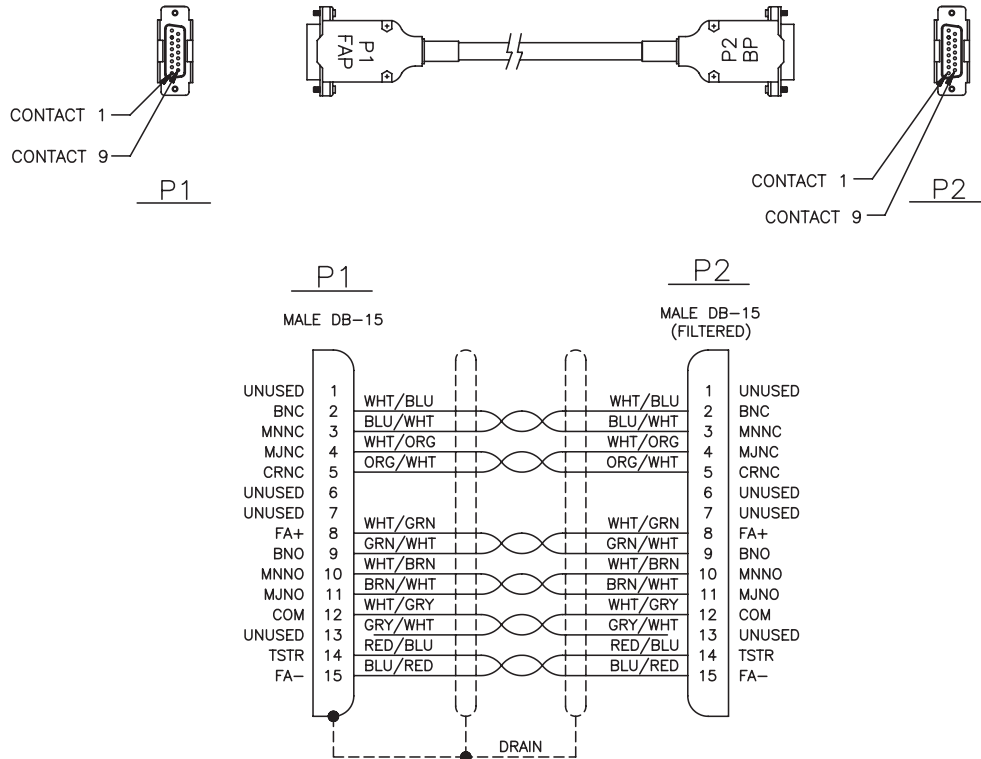 P1
FAP
P2
BP
CONTACT 1
CONTACT 9
P1
CONTACT 1
CONTACT 9
P2
P1
MALE DB-15
P2
MALE DB-15
(FILTERED)
UNUSED 1 1 UNUSED
BNC 2 WHT/BLU WHT/BLU 2 BNC
MNNC 3 BLU/WHT BLU/WHT 3 MNNC
MJNC 4 WHT/ORG WHT/ORG 4 MJNC
CRNC 5 ORG/WHT ORG/WHT 5 CRNC
UNUSED 6 6 UNUSED
UNUSED 7 7 UNUSED
FA+ 8 WHT/GRN WHT/GRN 8 FA+
BNO 9 GRN/WHT GRN/WHT 9 BNO
MNNO 10 WHT/BRN WHT/BRN 10 MNNO
MJNO 11 BRN/WHT BRN/WHT 11 MJNO
COM 12 WHT/GRY WHT/GRY 12 COM
UNUSED 13 GRY/WHT GRY/WHT 13 UNUSED
TSTR 14 RED/BLU RED/BLU 14 TSTR
FA- 15 BLU/RED BLU/RED 15 FA-
DRAIN